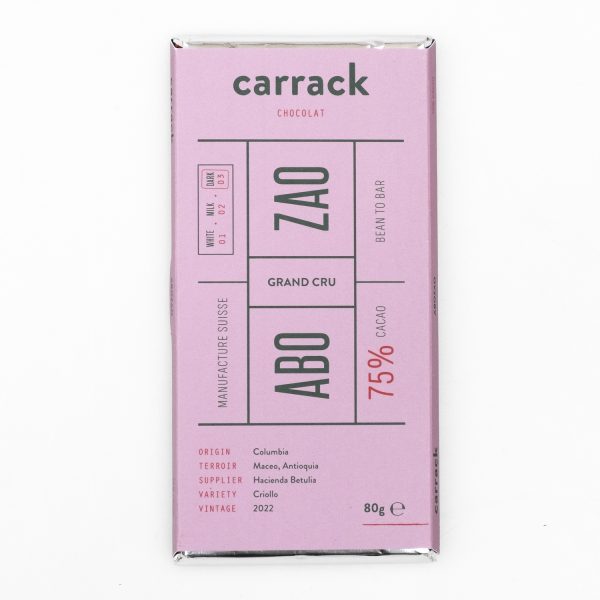 carrack
CHOCOLAT
WHITE MILK DARK
01 . 02 . 03
ZAO
BEAN TO BAR
GRAND CRU
MANUFACTURE SUISSE
ABO
75% CACAO
ORIGIN Columbia
TERROIR Maceo, Antioquia
SUPPLIER Hacienda Betulia
VARIETY Criollo
VINTAGE 2022
80g ℮
carrack